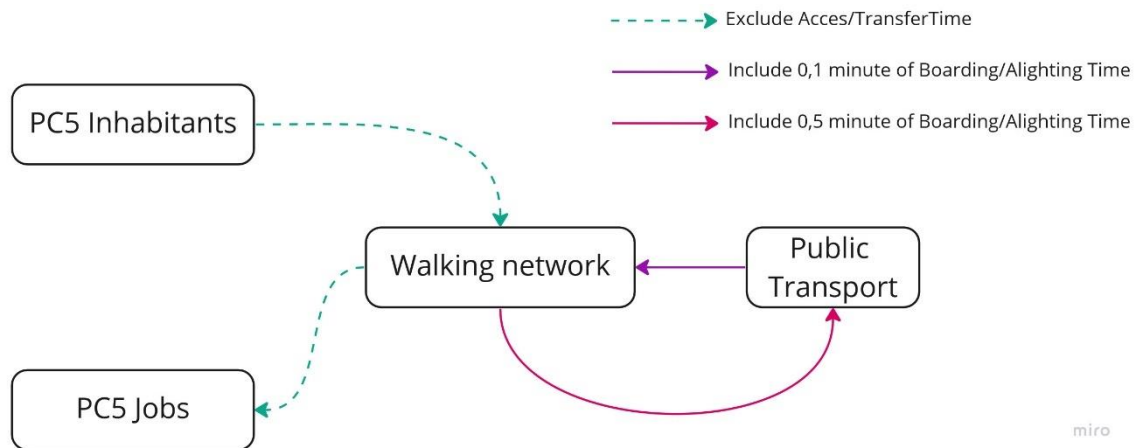 Exclude Acces/TransferTime
Include 0,1 minute of Boarding/Alighting Time
Include 0,5 minute of Boarding/Alighting Time
PC5 Inhabitants
Walking network
Public
Transport
PC5 Jobs
miro